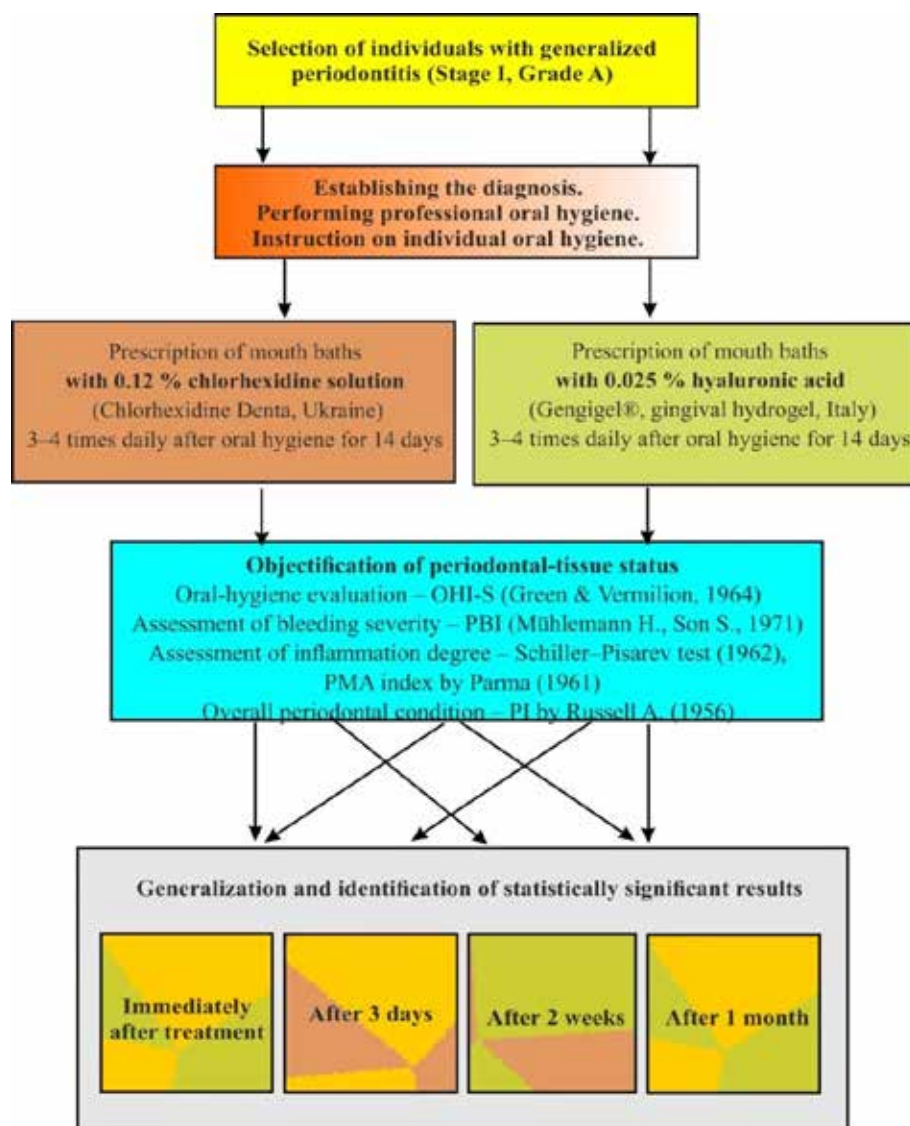 Selection of individuals with generalized
periodontitis (Stage I, Grade A)
Establishing the diagnosis.
Performing professional oral hygiene.
Instruction on individual oral hygiene.
Prescription of mouth baths
with 0.12 % chlorhexidine solution
(Chlorhexidine Denta, Ukraine)
3–4 times daily after oral hygiene for 14 days
Prescription of mouth baths
with 0.025 % hyaluronic acid
(Gengigel®, gingival hydrogel, Italy)
3–4 times daily after oral hygiene for 14 days
Objectification of periodontal-tissue status
Oral-hygiene evaluation – OHI-S (Green & Vermilion, 1964)
Assessment of bleeding severity – PBI (Mühlemann H., Son S., 1971)
Assessment of inflammation degree – Schiller–Pisarev test (1962),
PMA index by Parma (1961)
Overall periodontal condition – PI by Russell A. (1956)
Generalization and identification of statistically significant results
Immediately
after treatment
After 3 days
After 2 weeks
After 1 month